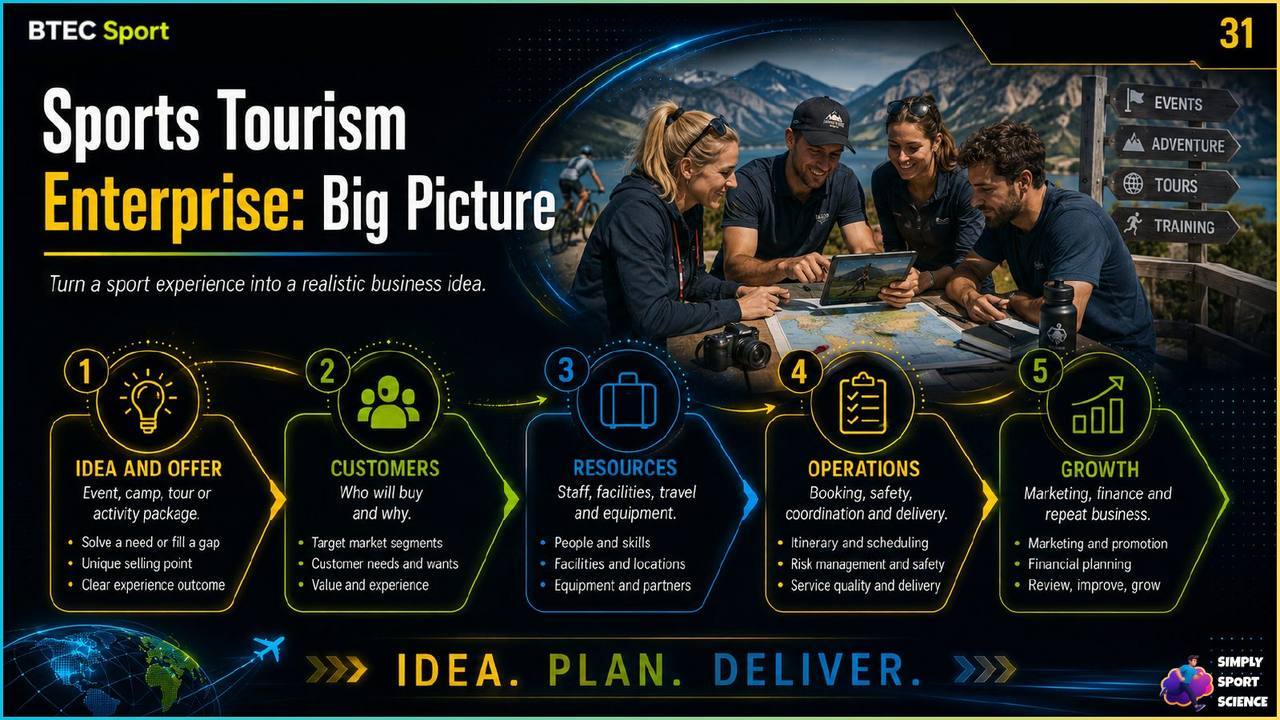 BTEC Sport
31
Sports Tourism
Enterprise: Big Picture
Turn a sport experience into a realistic business idea.
EVENTS
ADVENTURE
TOURS
TRAINING
1
IDEA AND OFFER
Event, camp, tour or
activity package.
• Solve a need or fill a gap
• Unique selling point
• Clear experience outcome
2
CUSTOMERS
Who will buy
and why.
• Target market segments
• Customer needs and wants
• Value and experience
3
RESOURCES
Staff, facilities, travel
and equipment.
• People and skills
• Facilities and locations
• Equipment and partners
4
OPERATIONS
Booking, safety,
coordination and delivery.
• Itinerary and scheduling
• Risk management and safety
• Service quality and delivery
5
GROWTH
Marketing, finance and
repeat business.
• Marketing and promotion
• Financial planning
• Review, improve, grow
IDEA. PLAN. DELIVER.
SIMPLY
SPORT
SCIENCE